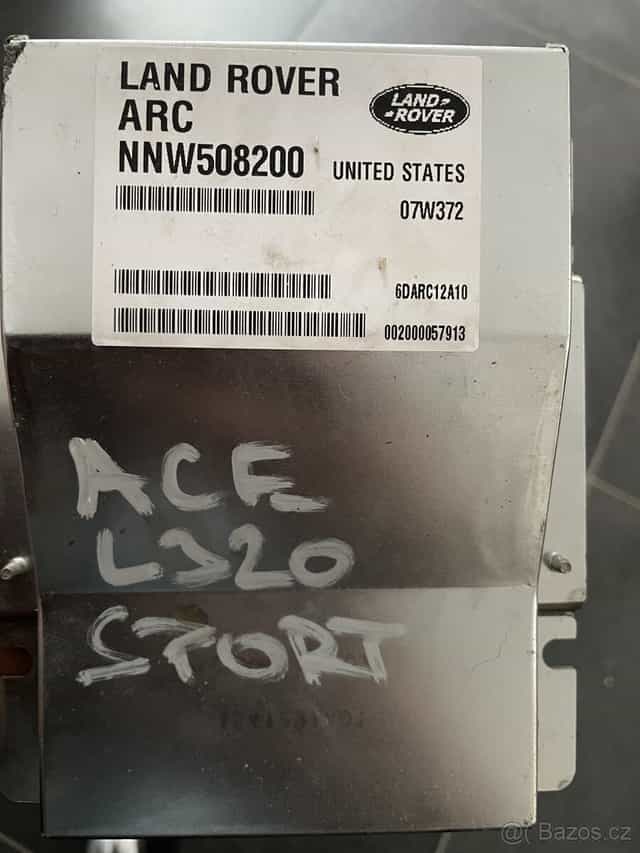 LAND ROVER
LAND
ROVER
ARC
NNW508200
UNITED STATES
07W372
6DARC12A10
002000057913
ACE
L320
SPORT
@ Bazos.cz